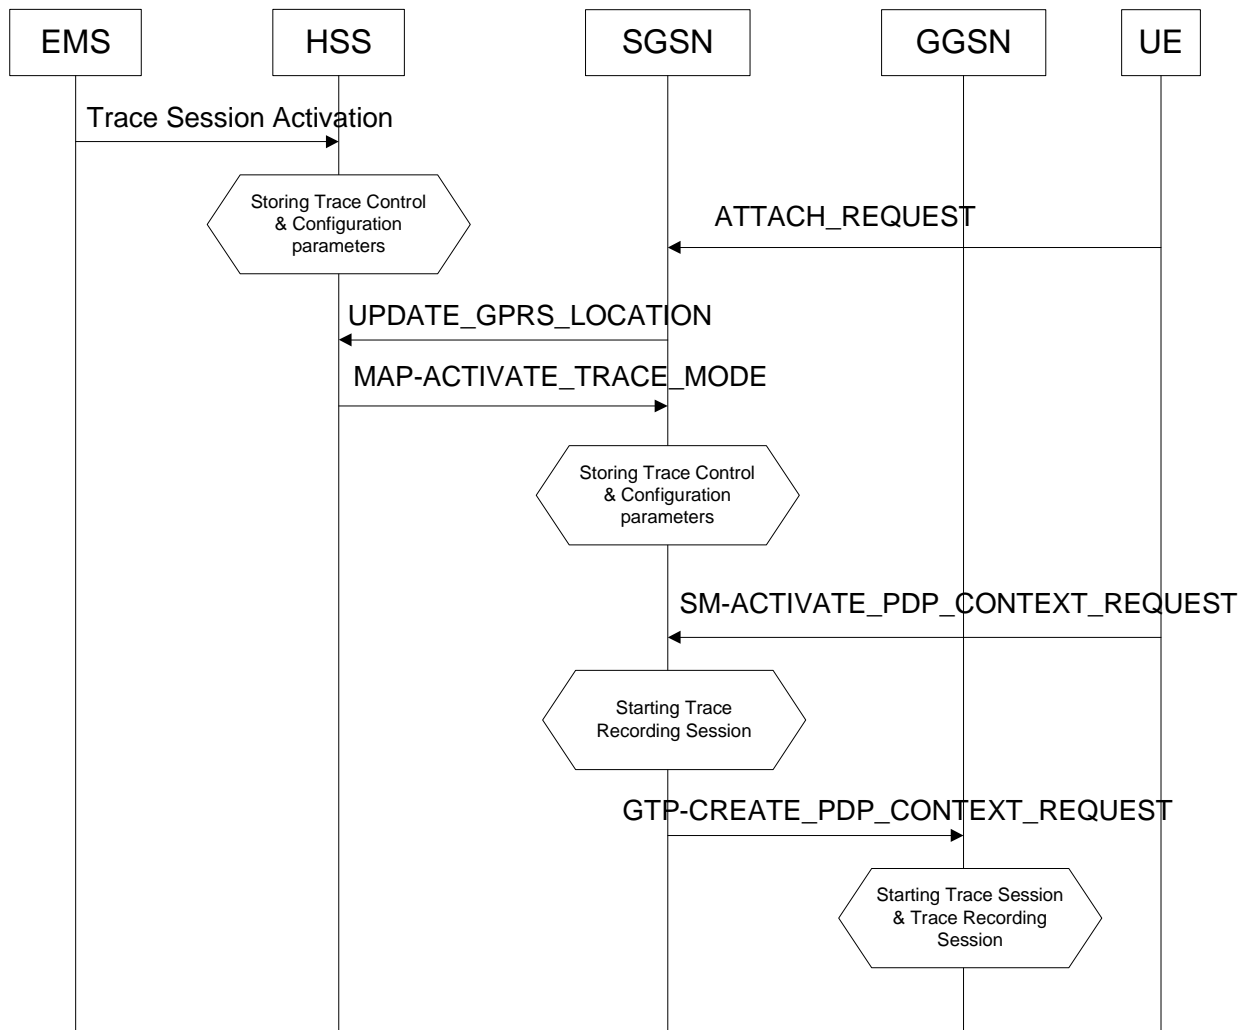 EMS
HSS
SGSN
GGSN
UE
Trace Session Activation
Storing Trace Control
& Configuration
parameters
ATTACH_REQUEST
UPDATE_GPRS_LOCATION
MAP-ACTIVATE_TRACE_MODE
Storing Trace Control
& Configuration
parameters
SM-ACTIVATE_PDP_CONTEXT_REQUEST
Starting Trace
Recording Session
GTP-CREATE_PDP_CONTEXT_REQUEST
Starting Trace Session
& Trace Recording
Session